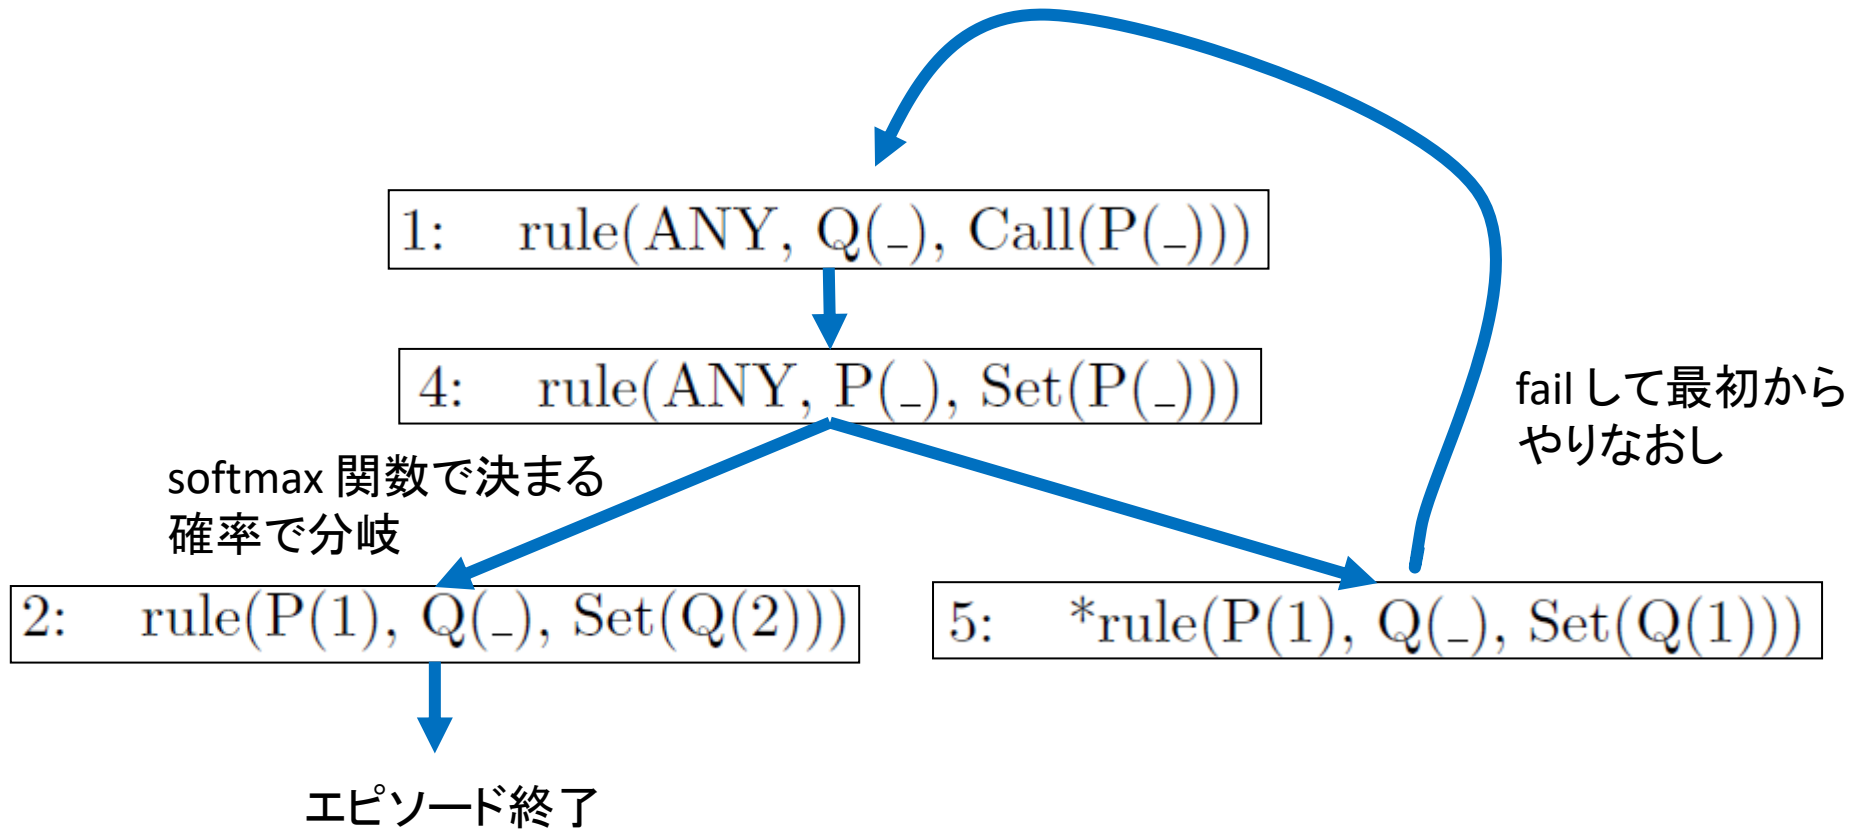 1: rule(ANY, Q(_), Call(P(_)))
4: rule(ANY, P(_), Set(P(_)))
fail して最初から
やりなおし
softmax 関数で決まる
確率で分岐
2: rule(P(1), Q(_), Set(Q(2)))
5: *rule(P(1), Q(_), Set(Q(1)))
エピソード終了